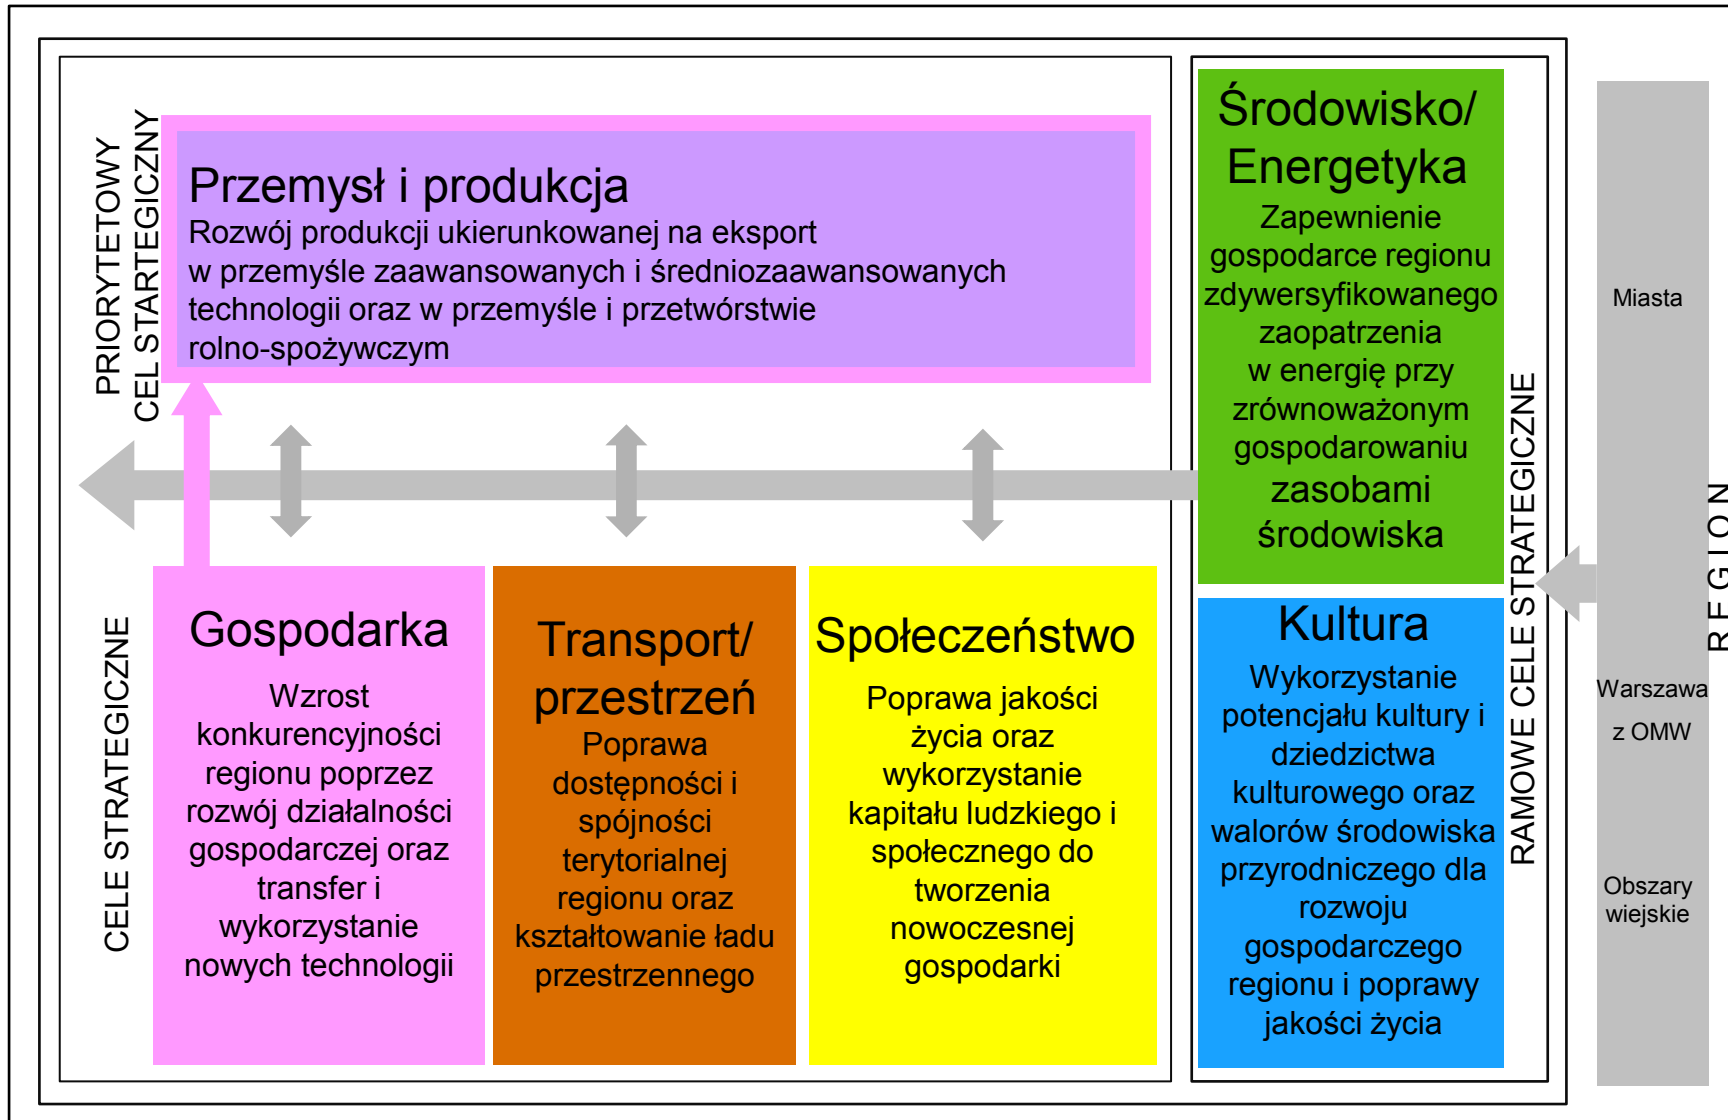 PRIORYTETOWY
CEL STARTEGICZNY
Przemysł i produkcja
Rozwój produkcji ukierunkowanej na eksport
w przemyśle zaawansowanych i średniozaawansowanych
technologii oraz w przemyśle i przetwórstwie
rolno-spożywczym
CELE STRATEGICZNE
Gospodarka
Wzrost
konkurencyjności
regionu poprzez
rozwój działalności
gospodarczej oraz
transfer i
wykorzystanie
nowych technologii
Transport/
przestrzeń
Poprawa
dostępności i
spójności
terytorialnej
regionu oraz
kształtowanie ładu
przestrzennego
Społeczeństwo
Poprawa jakości
życia oraz
wykorzystanie
kapitału ludzkiego i
społecznego do
tworzenia
nowoczesnej
gospodarki
Środowisko/
Energetyka
Zapewnienie
gospodarce regionu
zdywersyfikowanego
zaopatrzenia
w energię przy
zrównoważonym
gospodarowaniu
zasobami
środowiska
Kultura
Wykorzystanie
potencjału kultury i
dziedzictwa
kulturowego oraz
walorów środowiska
przyrodniczego dla
rozwoju
gospodarczego
regionu i poprawy
jakości życia
RAMOWE CELE STRATEGICZNE
Miasta
Warszawa
z OMW
Obszary
wiejskie
REGION